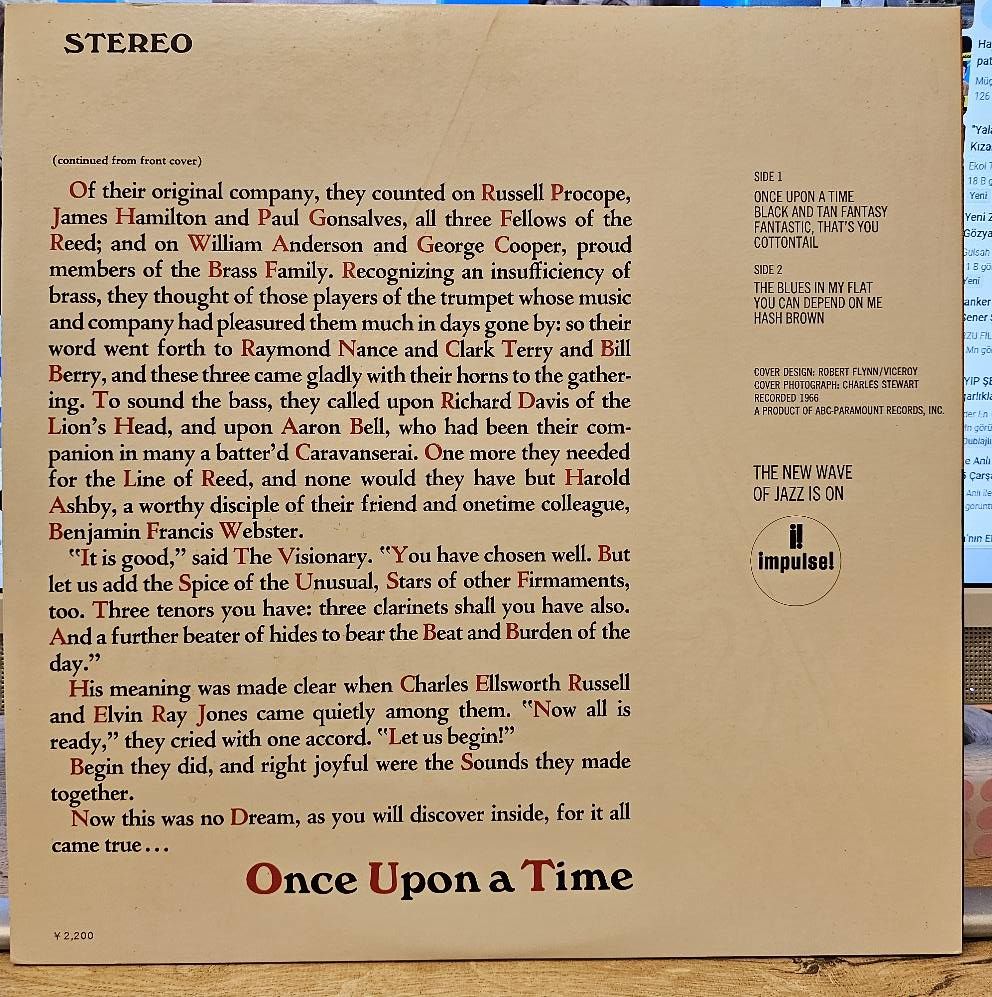 STEREO
(continued from front cover)
Of their original company, they counted on Russell Procope,
James Hamilton and Paul Gonsalves, all three Fellows of the
Reed; and on William Anderson and George Cooper, proud
members of the Brass Family. Recognizing an insufficiency of
brass, they thought of those players of the trumpet whose music
and company had pleasured them much in days gone by: so their
word went forth to Raymond Nance and Clark Terry and Bill
Berry, and these three came gladly with their horns to the gather-
ing. To sound the bass, they called upon Richard Davis of the
Lion's Head, and upon Aaron Bell, who had been their com-
panion in many a batter'd Caravanserai. One more they needed
for the Line of Reed, and none would they have but Harold
Ashby, a worthy disciple of their friend and onetime colleague,
Benjamin Francis Webster.
"It is good," said The Visionary. "You have chosen well. But
let us add the Spice of the Unusual, Stars of other Firmaments,
too. Three tenors you have: three clarinets shall you have also.
And a further beater of hides to bear the Beat and Burden of the
day."
His meaning was made clear when Charles Ellsworth Russell
and Elvin Ray Jones came quietly among them. "Now all is
ready," they cried with one accord. "Let us begin!"
Begin they did, and right joyful were the Sounds they made
together.
Now this was no Dream, as you will discover inside, for it all
came true...
Once Upon a Time
¥2,200
SIDE 1
ONCE UPON A TIME
BLACK AND TAN FANTASY
FANTASTIC, THAT'S YOU
COTTONTAIL
SIDE 2
THE BLUES IN MY FLAT
YOU CAN DEPEND ON ME
HASH BROWN
COVER DESIGN: ROBERT FLYNN/VICEROY
COVER PHOTOGRAPH: CHARLES STEWART
RECORDED 1966
A PRODUCT OF ABC-PARAMOUNT RECORDS, INC.
THE NEW WAVE
OF JAZZ IS ON
i!
impulse!
Ha
pat
126
"Yala
Kıza
Ekol T
18 B g
Yeni
Yeni Z
Gözya